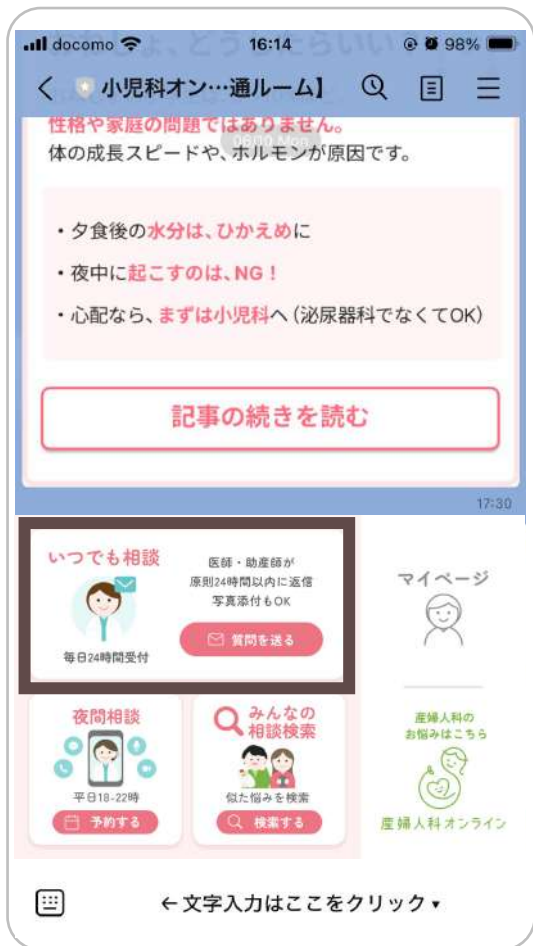 docomo 16:14 98%
小児科オン…通ルーム】
性格や家庭の問題ではありません。
体の成長スピードや、ホルモンが原因です。
・夕食後の水分は、ひかえめに
・夜中に起こすのは、NG！
・心配なら、まずは小児科へ（泌尿器科でなくてOK）
記事の続きを読む
17:30
いつでも相談
毎日24時間受付
医師・助産師が
原則24時間以内に返信
写真添付もOK
質問を送る
マイページ
夜間相談
平日18-22時
予約する
みんなの
相談検索
似た悩みを検索
検索する
産婦人科の
お悩みはこちら
産婦人科オンライン
←文字入力はここをクリック▾